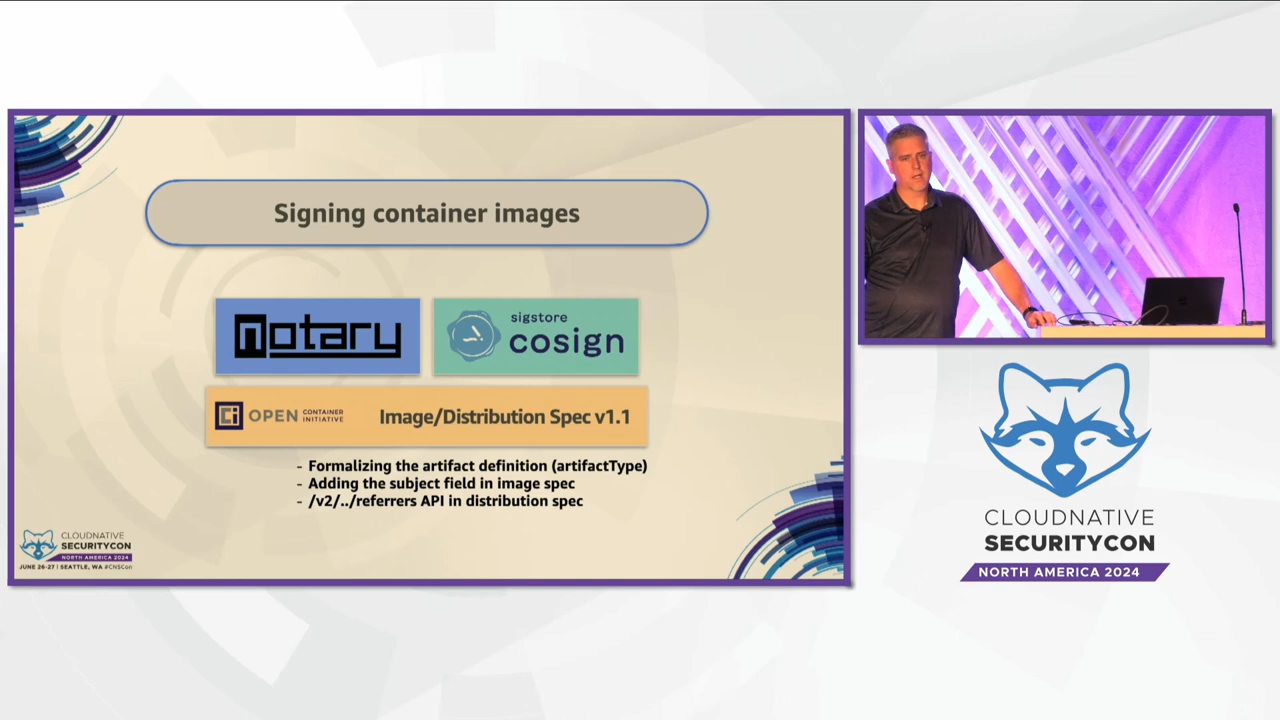 Signing container images
notary
sigstore
cosign
Ci OPEN CONTAINER INITIATIVE
Image/Distribution Spec v1.1
- Formalizing the artifact definition (artifactType)
- Adding the subject field in image spec
- /v2/../referrers API in distribution spec
CLOUDNATIVE
SECURITYCON
NORTH AMERICA 2024
JUNE 26-27 | SEATTLE, WA #CNSCon
CLOUDNATIVE
SECURITYCON
NORTH AMERICA 2024